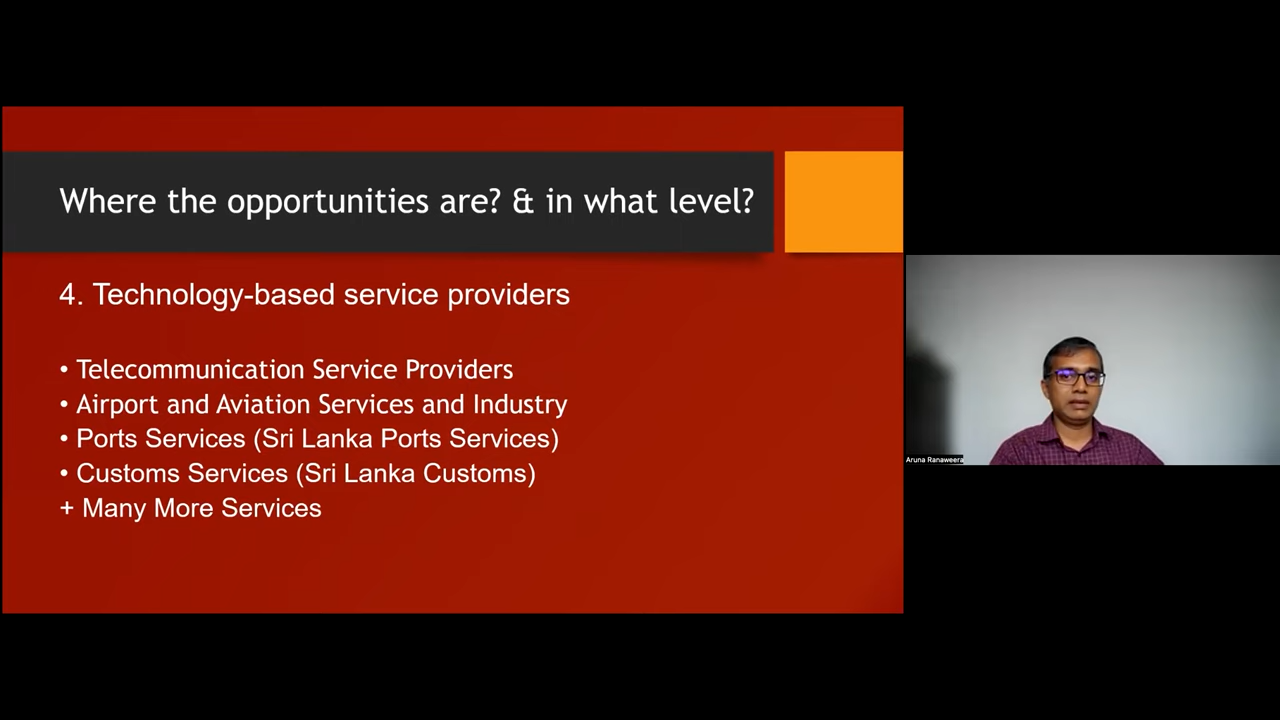 Where the opportunities are? & in what level?
4. Technology-based service providers
• Telecommunication Service Providers
• Airport and Aviation Services and Industry
• Ports Services (Sri Lanka Ports Services)
• Customs Services (Sri Lanka Customs)
+ Many More Services
Aruna Ranaweera